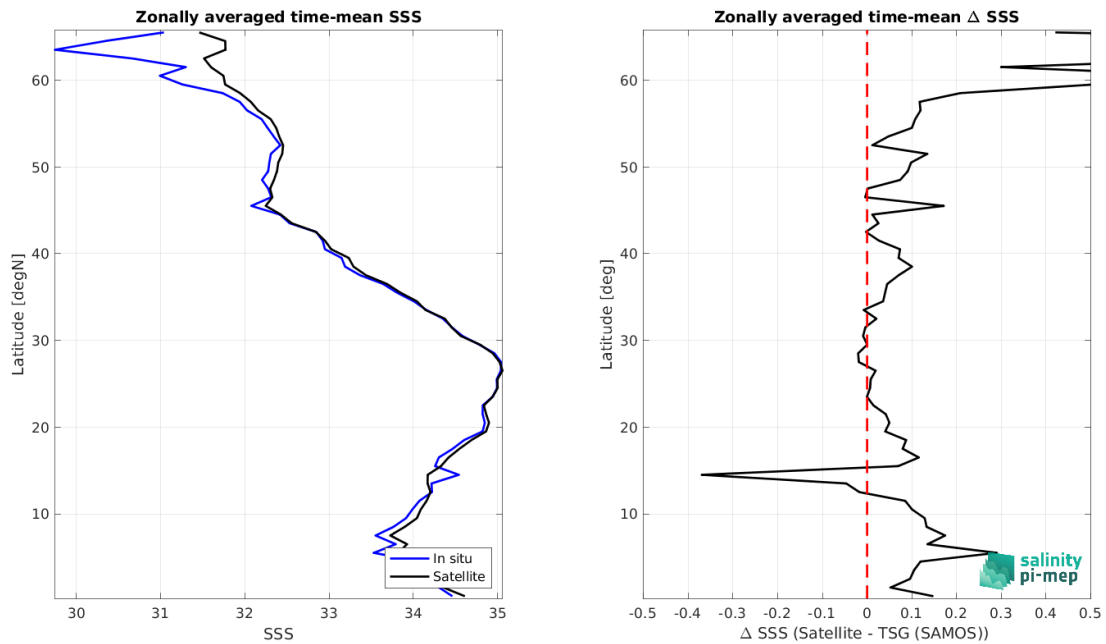 Zonally averaged time-mean SSS
Latitude [degN]
60
50
40
30
20
10
30
31
32
33
34
35
SSS
In situ
Satellite
Zonally averaged time-mean Δ SSS
Latitude [deg]
60
50
40
30
20
10
-0.5
-0.4
-0.3
-0.2
-0.1
0
0.1
0.2
0.3
0.4
0.5
Δ SSS (Satellite - TSG (SAMOS))
salinity
pi-mep